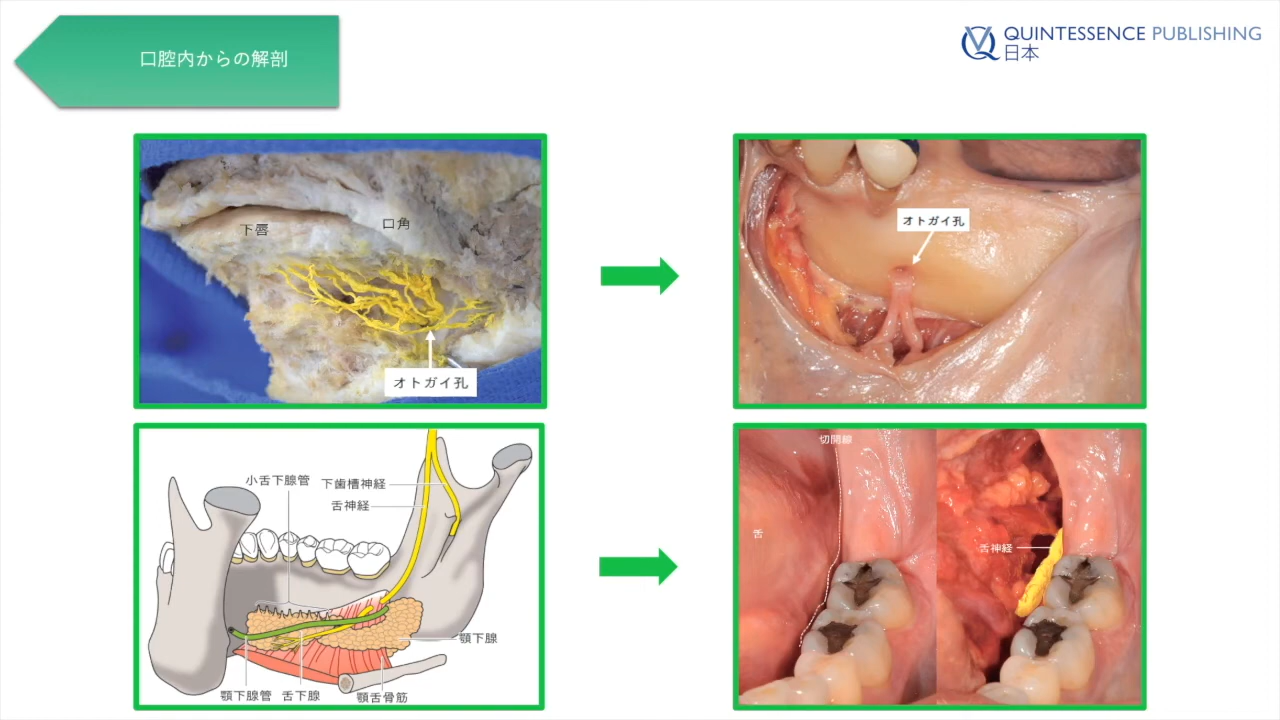 口腔内からの解剖
QUINTESSENCE PUBLISHING
日本
下唇
口角
オトガイ孔
オトガイ孔
小舌下腺管
下歯槽神経
舌神経
顎下腺
顎下腺管
舌下腺
顎舌骨筋
切開線
舌
舌神経